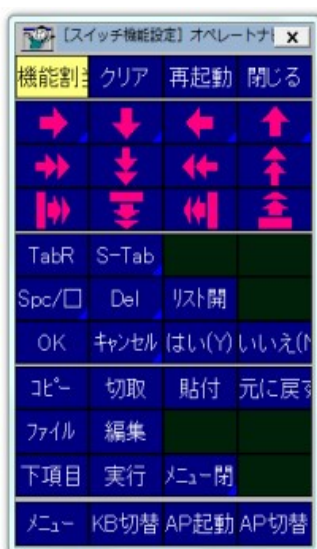 [スイッチ機能設定] オペレートナ x
機能割当 クリア 再起動 閉じる
TabR S-Tab
Spc/□ Del リスト開
OK キャンセル はい(Y) いいえ(N
コピー 切取 貼付 元に戻す
ファイル 編集
下項目 実行 メニュー閉
メニュー KB切替 AP起動 AP切替